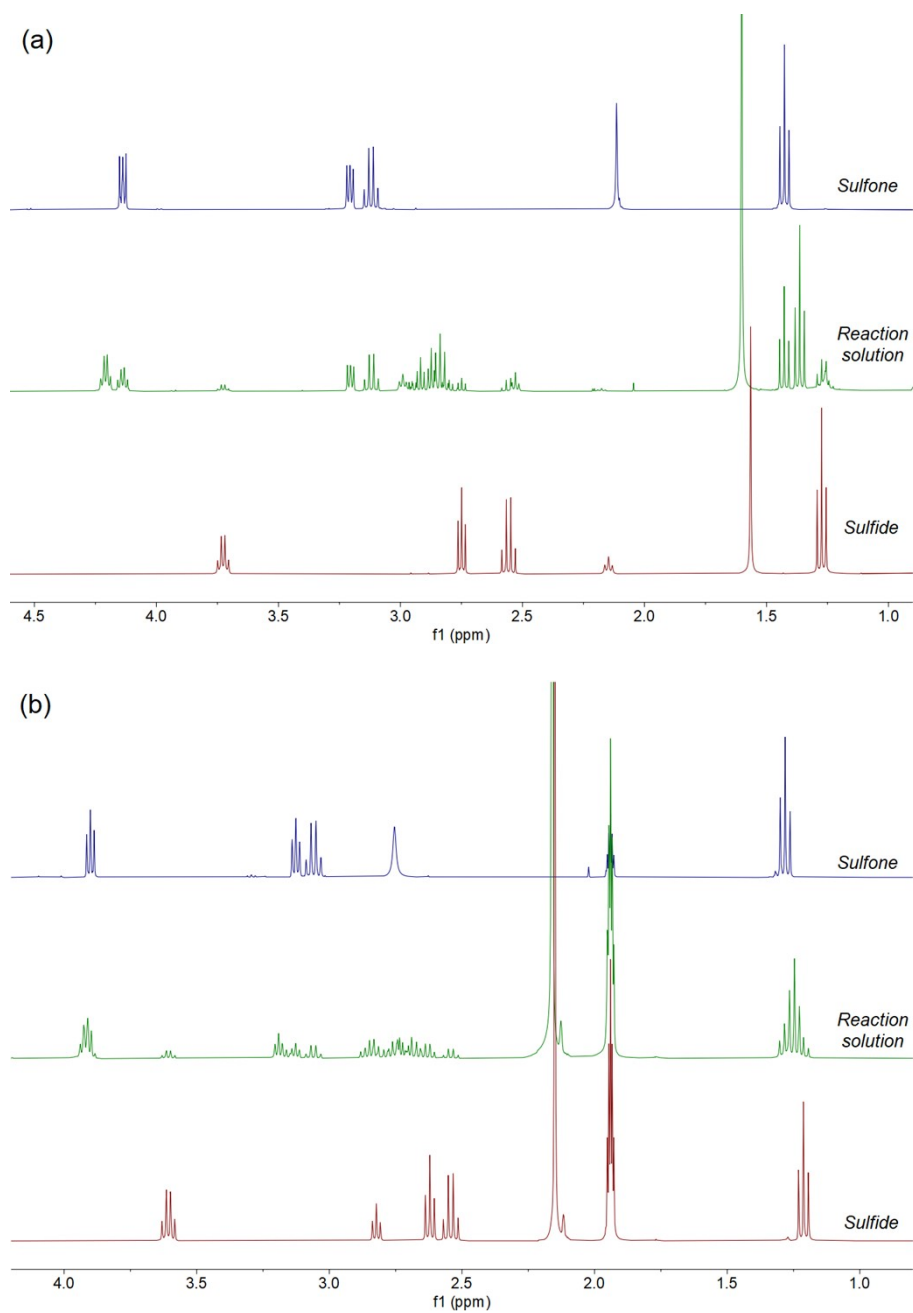 (a)
Sulfone
Reaction
solution
Sulfide
4.5 4.0 3.5 3.0 2.5 2.0 1.5 1.0
f1 (ppm)
(b)
Sulfone
Reaction
solution
Sulfide
4.0 3.5 3.0 2.5 2.0 1.5 1.0
f1 (ppm)